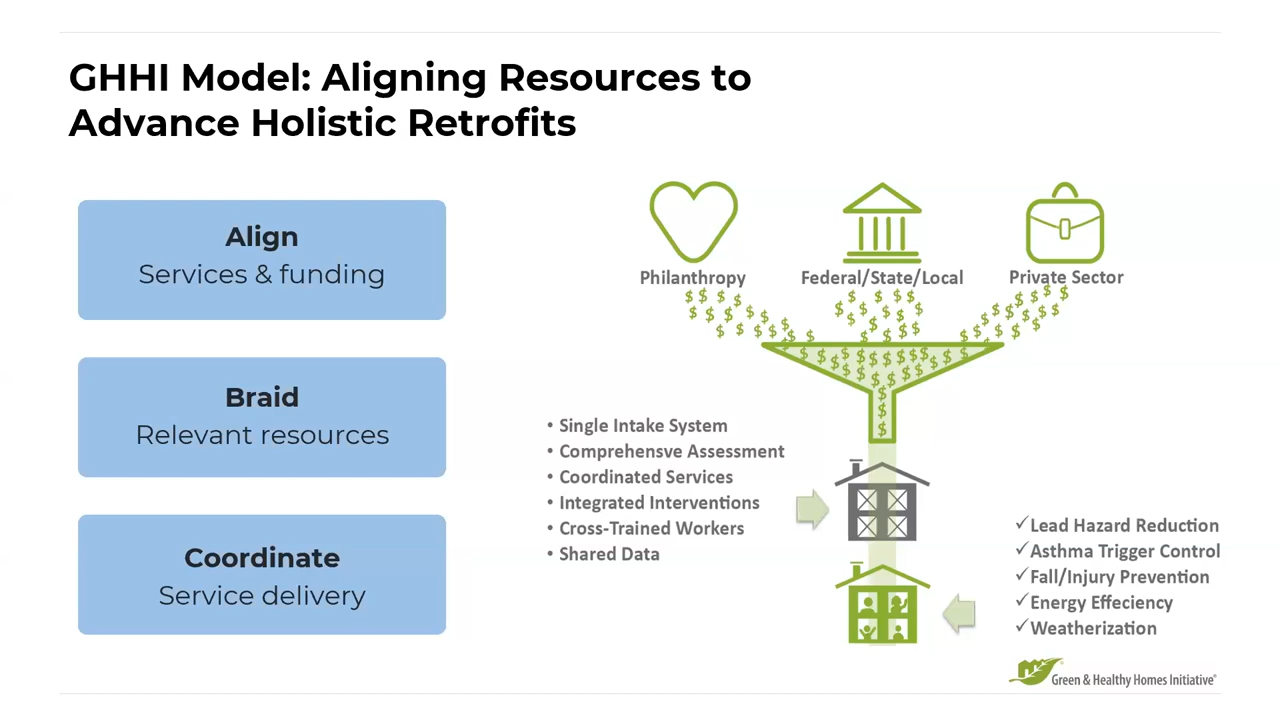 GHHI Model: Aligning Resources to
Advance Holistic Retrofits
Align
Services & funding
Braid
Relevant resources
Coordinate
Service delivery
Philanthropy
Federal/State/Local
Private Sector
• Single Intake System
• Comprehensve Assessment
• Coordinated Services
• Integrated Interventions
• Cross-Trained Workers
• Shared Data
✓Lead Hazard Reduction
✓Asthma Trigger Control
✓Fall/Injury Prevention
✓Energy Effeciency
✓Weatherization
Green & Healthy Homes Initiative®